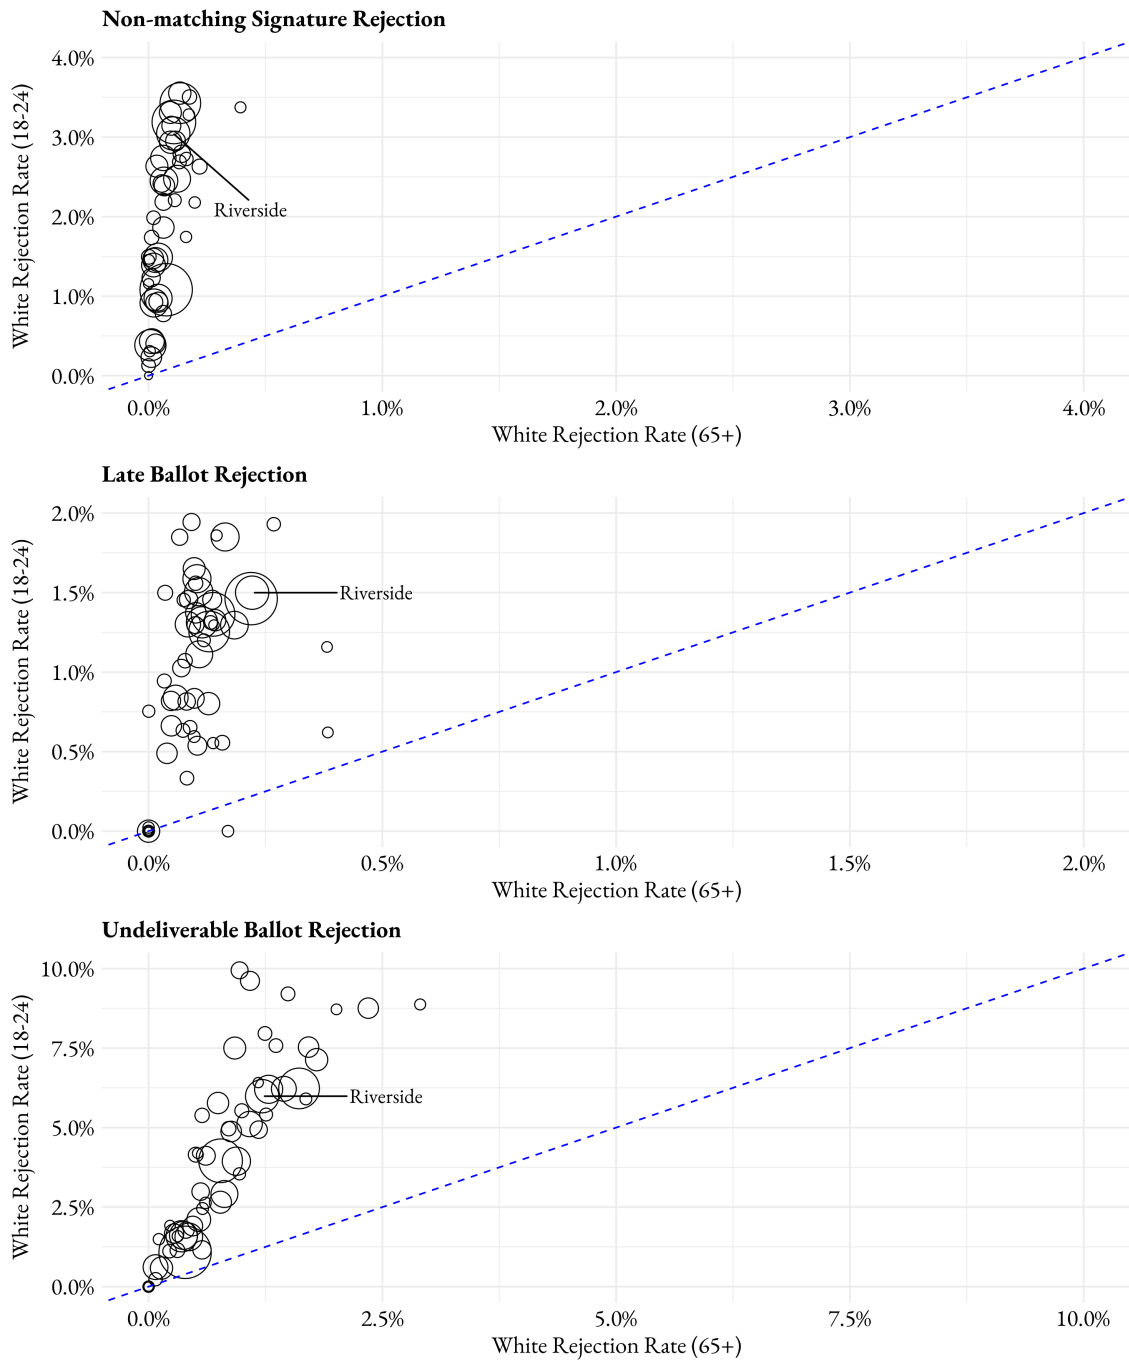 Non-matching Signature Rejection
White Rejection Rate (18-24)
4.0%
3.0%
2.0%
1.0%
0.0%
Riverside
0.0% 1.0% 2.0% 3.0% 4.0%
White Rejection Rate (65+)
Late Ballot Rejection
White Rejection Rate (18-24)
2.0%
1.5%
1.0%
0.5%
0.0%
Riverside
0.0% 0.5% 1.0% 1.5% 2.0%
White Rejection Rate (65+)
Undeliverable Ballot Rejection
White Rejection Rate (18-24)
10.0%
7.5%
5.0%
2.5%
0.0%
Riverside
0.0% 2.5% 5.0% 7.5% 10.0%
White Rejection Rate (65+)